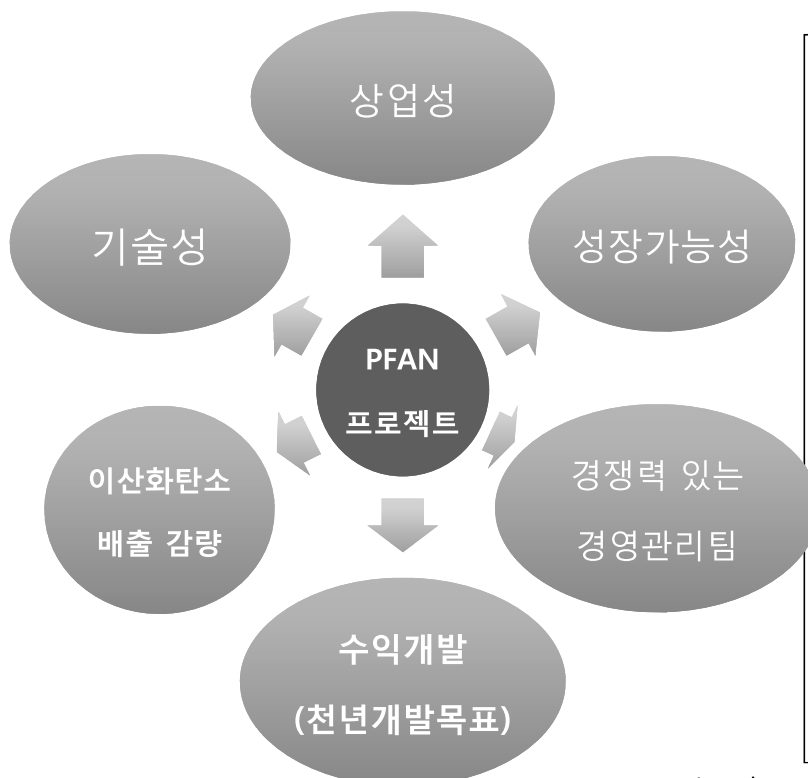 상업성
기술성
성장가능성
PFAN
프로젝트
이산화탄소
배출 감량
경쟁력 있는
경영관리팀
수익개발
(천년개발목표)